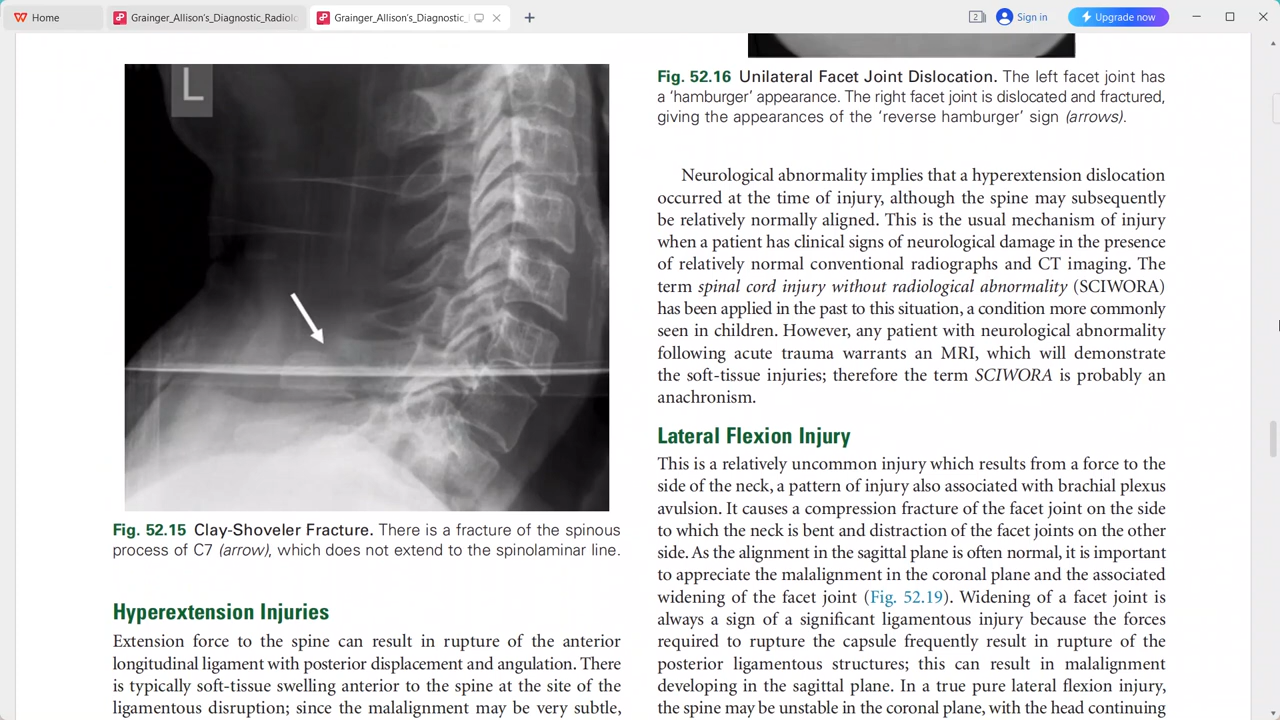 Home
Grainger_Allison's_Diagnostic_Radiolo
Grainger_Allison's_Diagnostic_
2
Sign in
Upgrade now
L
Fig. 52.15 Clay-Shoveler Fracture. There is a fracture of the spinous
process of C7 (arrow), which does not extend to the spinolaminar line.
Hyperextension Injuries
Extension force to the spine can result in rupture of the anterior
longitudinal ligament with posterior displacement and angulation. There
is typically soft-tissue swelling anterior to the spine at the site of the
ligamentous disruption; since the malalignment may be very subtle,
Fig. 52.16 Unilateral Facet Joint Dislocation. The left facet joint has
a ‘hamburger’ appearance. The right facet joint is dislocated and fractured,
giving the appearances of the ‘reverse hamburger’ sign (arrows).
Neurological abnormality implies that a hyperextension dislocation
occurred at the time of injury, although the spine may subsequently
be relatively normally aligned. This is the usual mechanism of injury
when a patient has clinical signs of neurological damage in the presence
of relatively normal conventional radiographs and CT imaging. The
term spinal cord injury without radiological abnormality (SCIWORA)
has been applied in the past to this situation, a condition more commonly
seen in children. However, any patient with neurological abnormality
following acute trauma warrants an MRI, which will demonstrate
the soft-tissue injuries; therefore the term SCIWORA is probably an
anachronism.
Lateral Flexion Injury
This is a relatively uncommon injury which results from a force to the
side of the neck, a pattern of injury also associated with brachial plexus
avulsion. It causes a compression fracture of the facet joint on the side
to which the neck is bent and distraction of the facet joints on the other
side. As the alignment in the sagittal plane is often normal, it is important
to appreciate the malalignment in the coronal plane and the associated
widening of the facet joint (Fig. 52.19). Widening of a facet joint is
always a sign of a significant ligamentous injury because the forces
required to rupture the capsule frequently result in rupture of the
posterior ligamentous structures; this can result in malalignment
developing in the sagittal plane. In a true pure lateral flexion injury,
the spine may be unstable in the coronal plane, with the head continuing